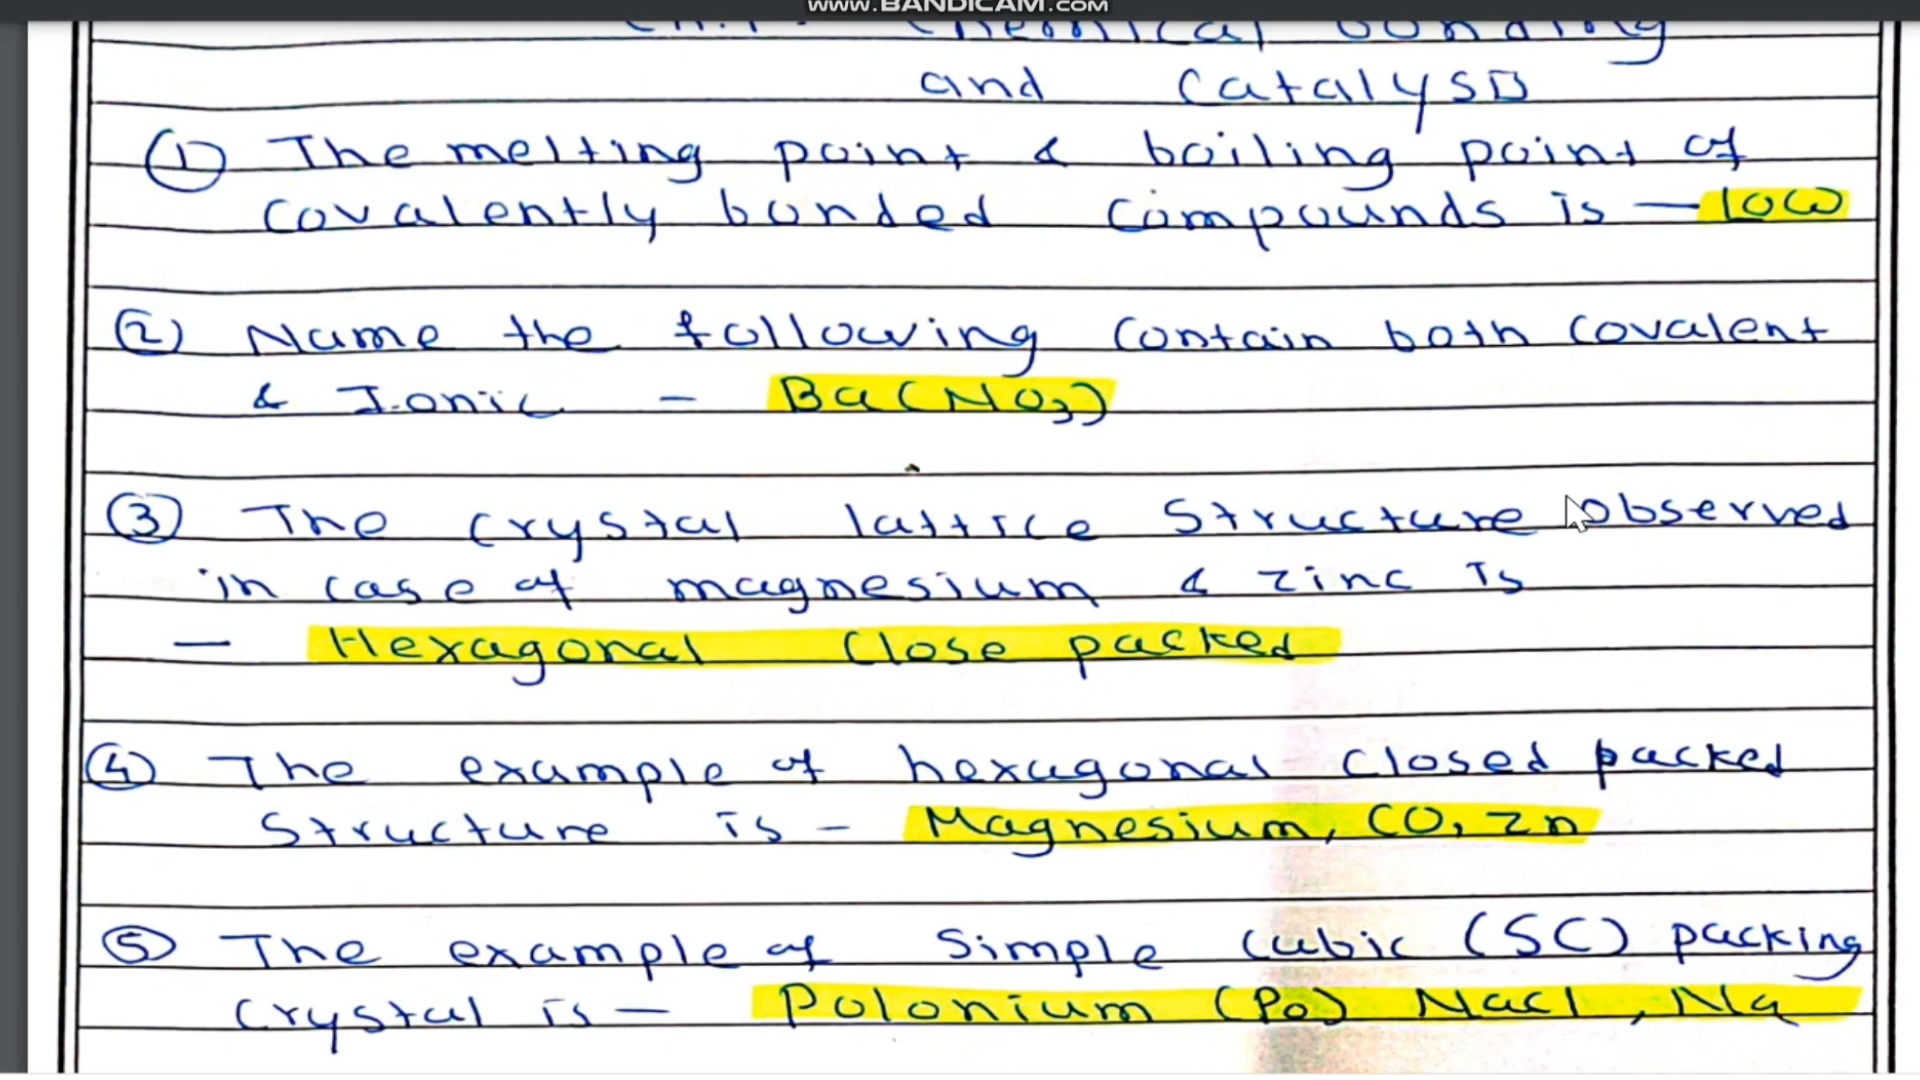 www.BANDICAM.com
Chemical bonding
and Catalysis
① The melting point & boiling point of
covalently bonded compounds is — low
② Name the following contain both covalent
& Ionic - Ba(NO3)
③ The crystal lattice structure observed
in case of magnesium & zinc is
- Hexagonal Close packed
④ The example of hexagonal closed packed
structure is - Magnesium, CO, Zn
⑤ The example of simple cubic (SC) packing
crystal is - Polonium (Po) Nacl, Na